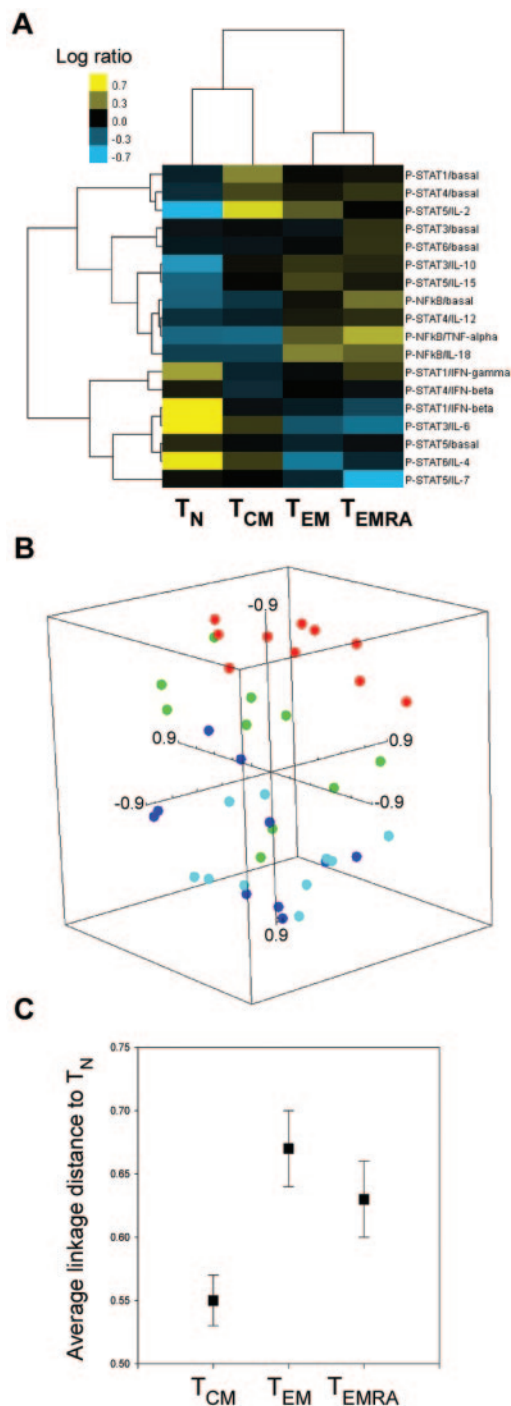 A
Log ratio
0.7
0.3
0.0
-0.3
-0.7
P-STAT1/basal
P-STAT4/basal
P-STAT5/IL-2
P-STAT3/basal
P-STAT6/basal
P-STAT3/IL-10
P-STAT5/IL-15
P-NFkB/basal
P-STAT4/IL-12
P-NFkB/TNF-alpha
P-NFkB/IL-18
P-STAT1/IFN-gamma
P-STAT4/IFN-beta
P-STAT1/IFN-beta
P-STAT3/IL-6
P-STAT5/basal
P-STAT6/IL-4
P-STAT5/IL-7
TN TCM TEM TEMRA
B
-0.9
0.9 0.9
-0.9 -0.9
0.9
C
Average linkage distance to TN
0.75
0.70
0.65
0.60
0.55
0.50
TCM TEM TEMRA